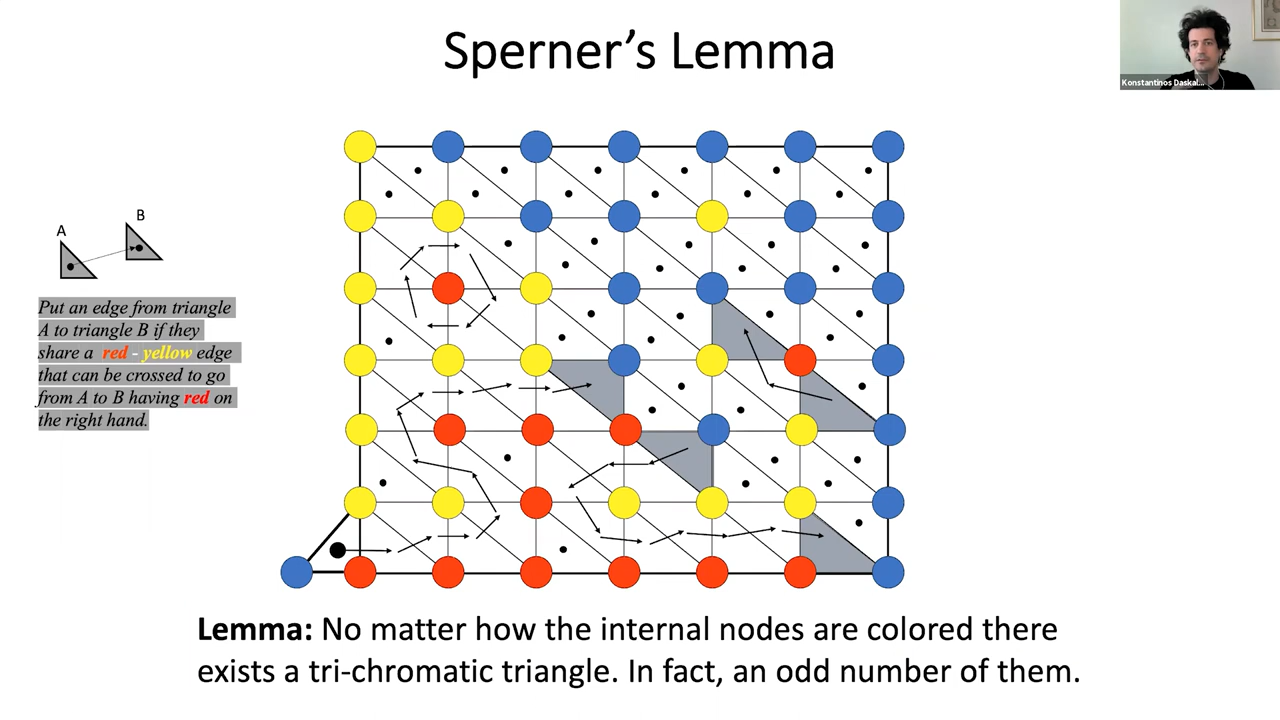 Sperner’s Lemma
Konstantinos Daskal...
A
B
Put an edge from triangle
A to triangle B if they
share a red - yellow edge
that can be crossed to go
from A to B having red on
the right hand.
Lemma: No matter how the internal nodes are colored there
exists a tri-chromatic triangle. In fact, an odd number of them.